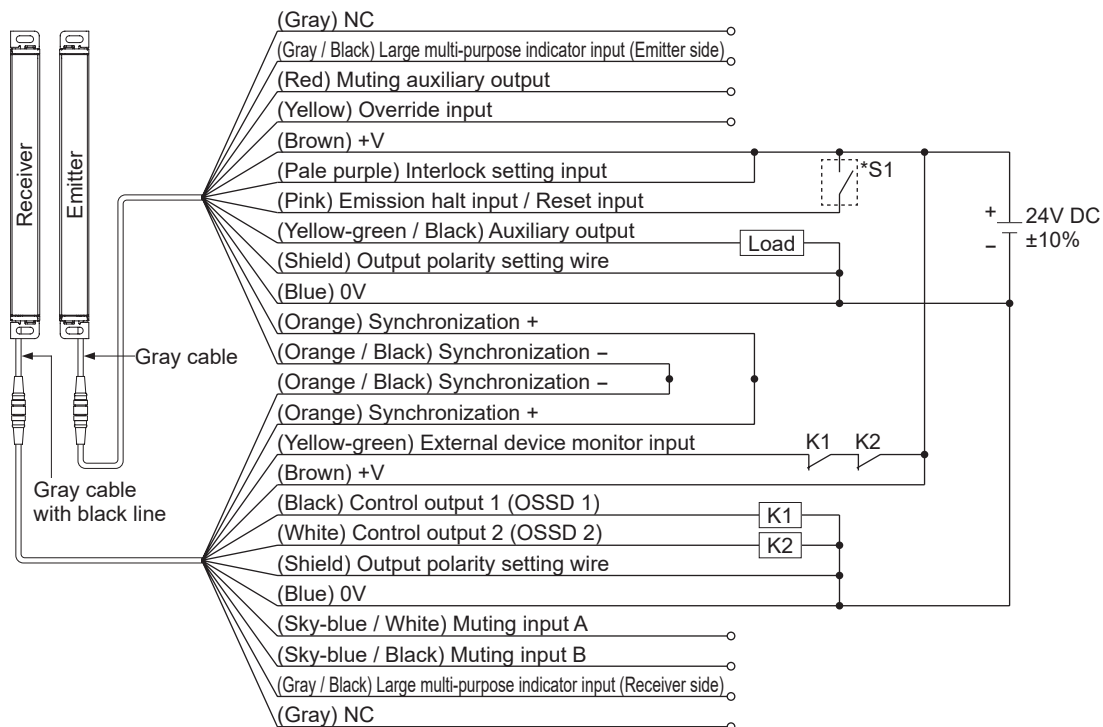 (Gray) NC
(Gray / Black) Large multi-purpose indicator input (Emitter side)
(Red) Muting auxiliary output
(Yellow) Override input
(Brown) +V
(Pale purple) Interlock setting input
*S1
(Pink) Emission halt input / Reset input
(Yellow-green / Black) Auxiliary output
Load
+
24V DC
−
±10%
(Shield) Output polarity setting wire
(Blue) 0V
(Orange) Synchronization +
(Orange / Black) Synchronization −
(Orange / Black) Synchronization −
(Orange) Synchronization +
(Yellow-green) External device monitor input
K1
K2
(Brown) +V
(Black) Control output 1 (OSSD 1)
K1
(White) Control output 2 (OSSD 2)
K2
(Shield) Output polarity setting wire
(Blue) 0V
(Sky-blue / White) Muting input A
(Sky-blue / Black) Muting input B
(Gray / Black) Large multi-purpose indicator input (Receiver side)
(Gray) NC
Receiver
Emitter
Gray cable
Gray cable
with black line